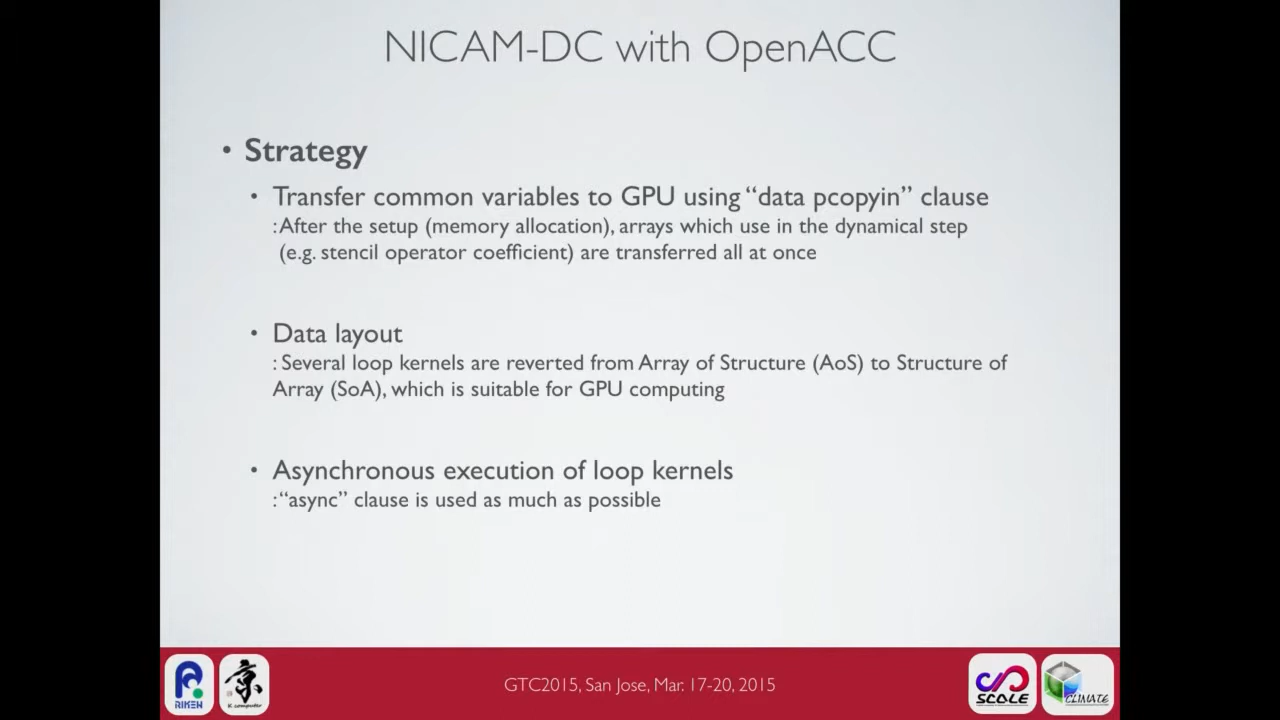 NICAM-DC with OpenACC
• Strategy
• Transfer common variables to GPU using “data pcopyin” clause
: After the setup (memory allocation), arrays which use in the dynamical step
(e.g. stencil operator coefficient) are transferred all at once
• Data layout
: Several loop kernels are reverted from Array of Structure (AoS) to Structure of
Array (SoA), which is suitable for GPU computing
• Asynchronous execution of loop kernels
: “async” clause is used as much as possible
RIKEN
京
K computer
GTC2015, San Jose, Mar. 17-20, 2015
SCALE
CLIMATE